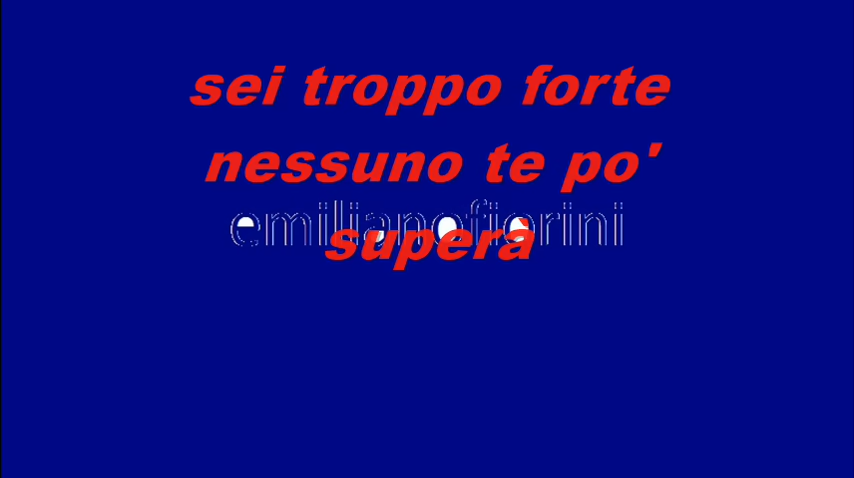 sei troppo forte
nessuno te po'
emilianofiorini
superà